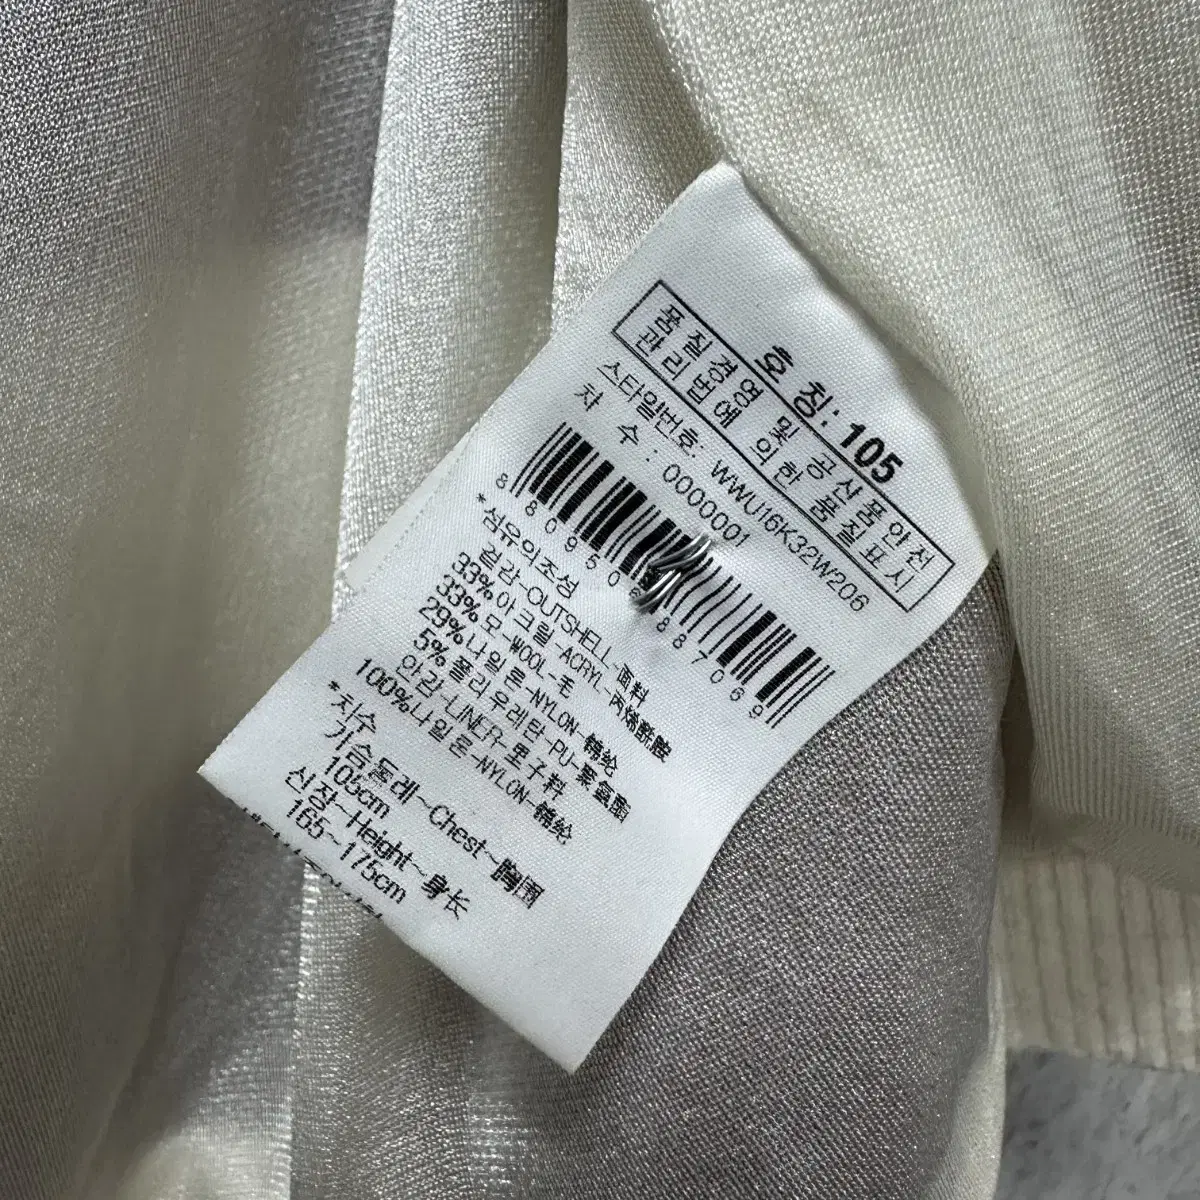 호 칭: 105
품질경영 및 공산품안전
관리법에 의한 품질표시
스타일번호: WWU16K32W206
차 수 : 0000001
*섬유의조성
겉감-OUTSHELL-面料
33%아크릴-ACRYL-丙烯酰胺
33%모-WOOL-毛
29%나일론-NYLON-锦纶
5%폴리우레탄-PU-聚氨酯
안감-LINER-里子料
100%나일론-NYLON-锦纶
*치수
가슴둘레~Chest~胸围
105cm
신장~Height~身长
165~175cm